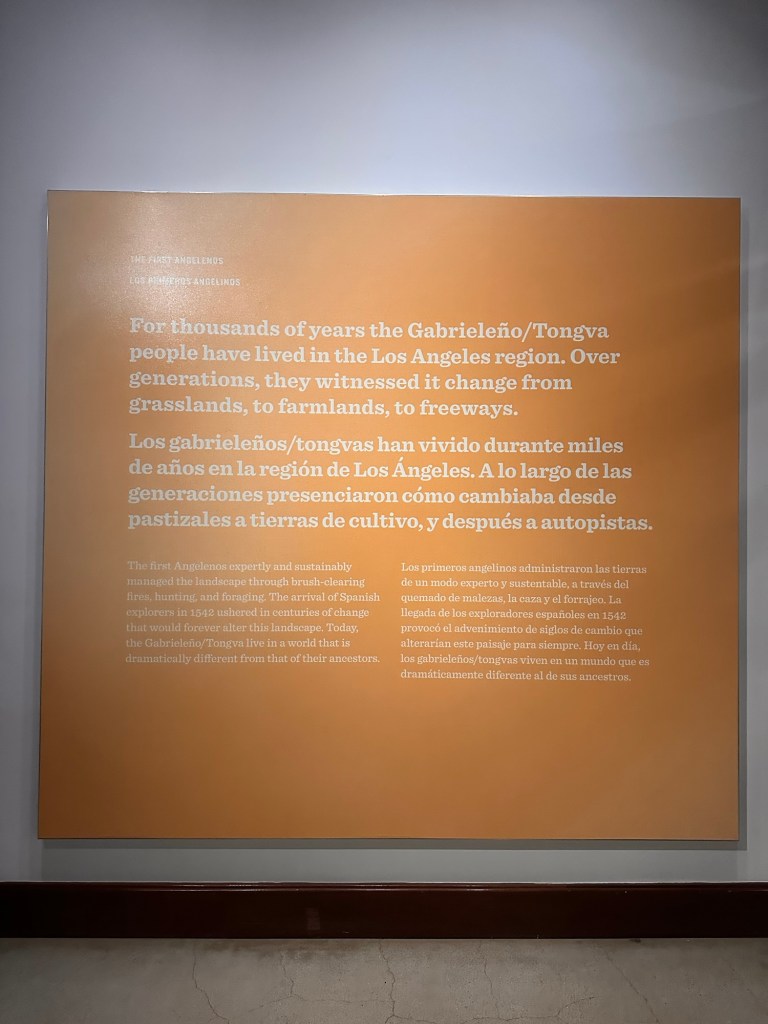 THE FIRST ANGELENOS
LOS PRIMEROS ANGELINOS
For thousands of years the Gabrieleño/Tongva
people have lived in the Los Angeles region. Over
generations, they witnessed it change from
grasslands, to farmlands, to freeways.
Los gabrieleños/tongvas han vivido durante miles
de años en la región de Los Ángeles. A lo largo de las
generaciones presenciaron cómo cambiaba desde
pastizales a tierras de cultivo, y después a autopistas.
The first Angelenos expertly and sustainably
managed the landscape through brush-clearing
fires, hunting, and foraging. The arrival of Spanish
explorers in 1542 ushered in centuries of change
that would forever alter this landscape. Today,
the Gabrieleño/Tongva live in a world that is
dramatically different from that of their ancestors.
Los primeros angelinos administraron las tierras
de un modo experto y sustentable, a través del
quemado de malezas, la caza y el forrajeo. La
llegada de los exploradores españoles en 1542
provocó el advenimiento de siglos de cambio que
alterarían este paisaje para siempre. Hoy en día,
los gabrieleños/tongvas viven en un mundo que es
dramáticamente diferente al de sus ancestros.